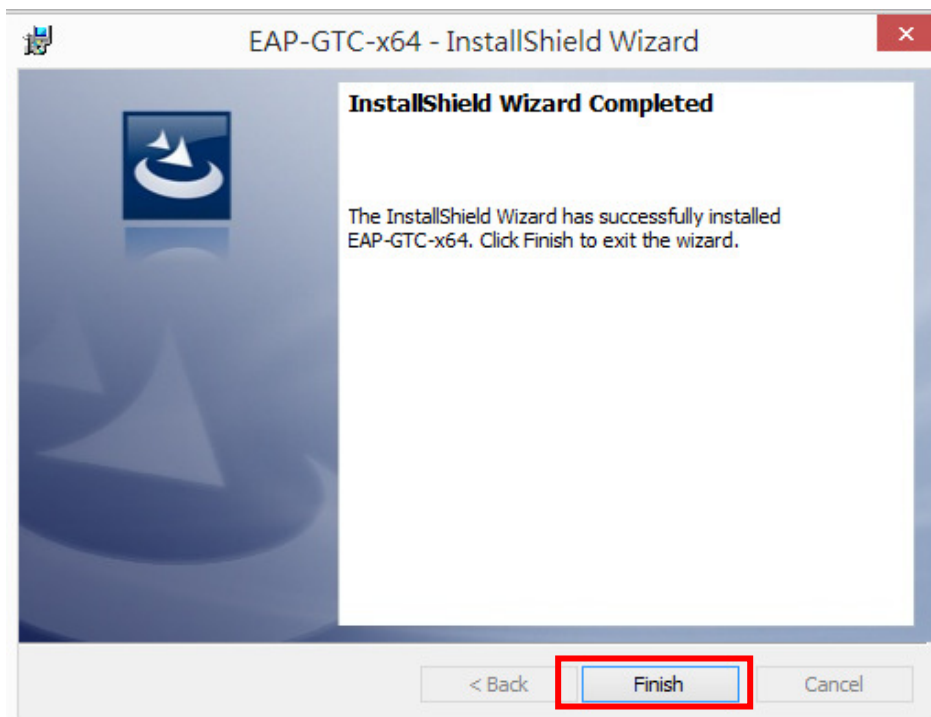 EAP-GTC-x64 - InstallShield Wizard
InstallShield Wizard Completed
The InstallShield Wizard has successfully installed
EAP-GTC-x64. Click Finish to exit the wizard.
< Back Finish Cancel